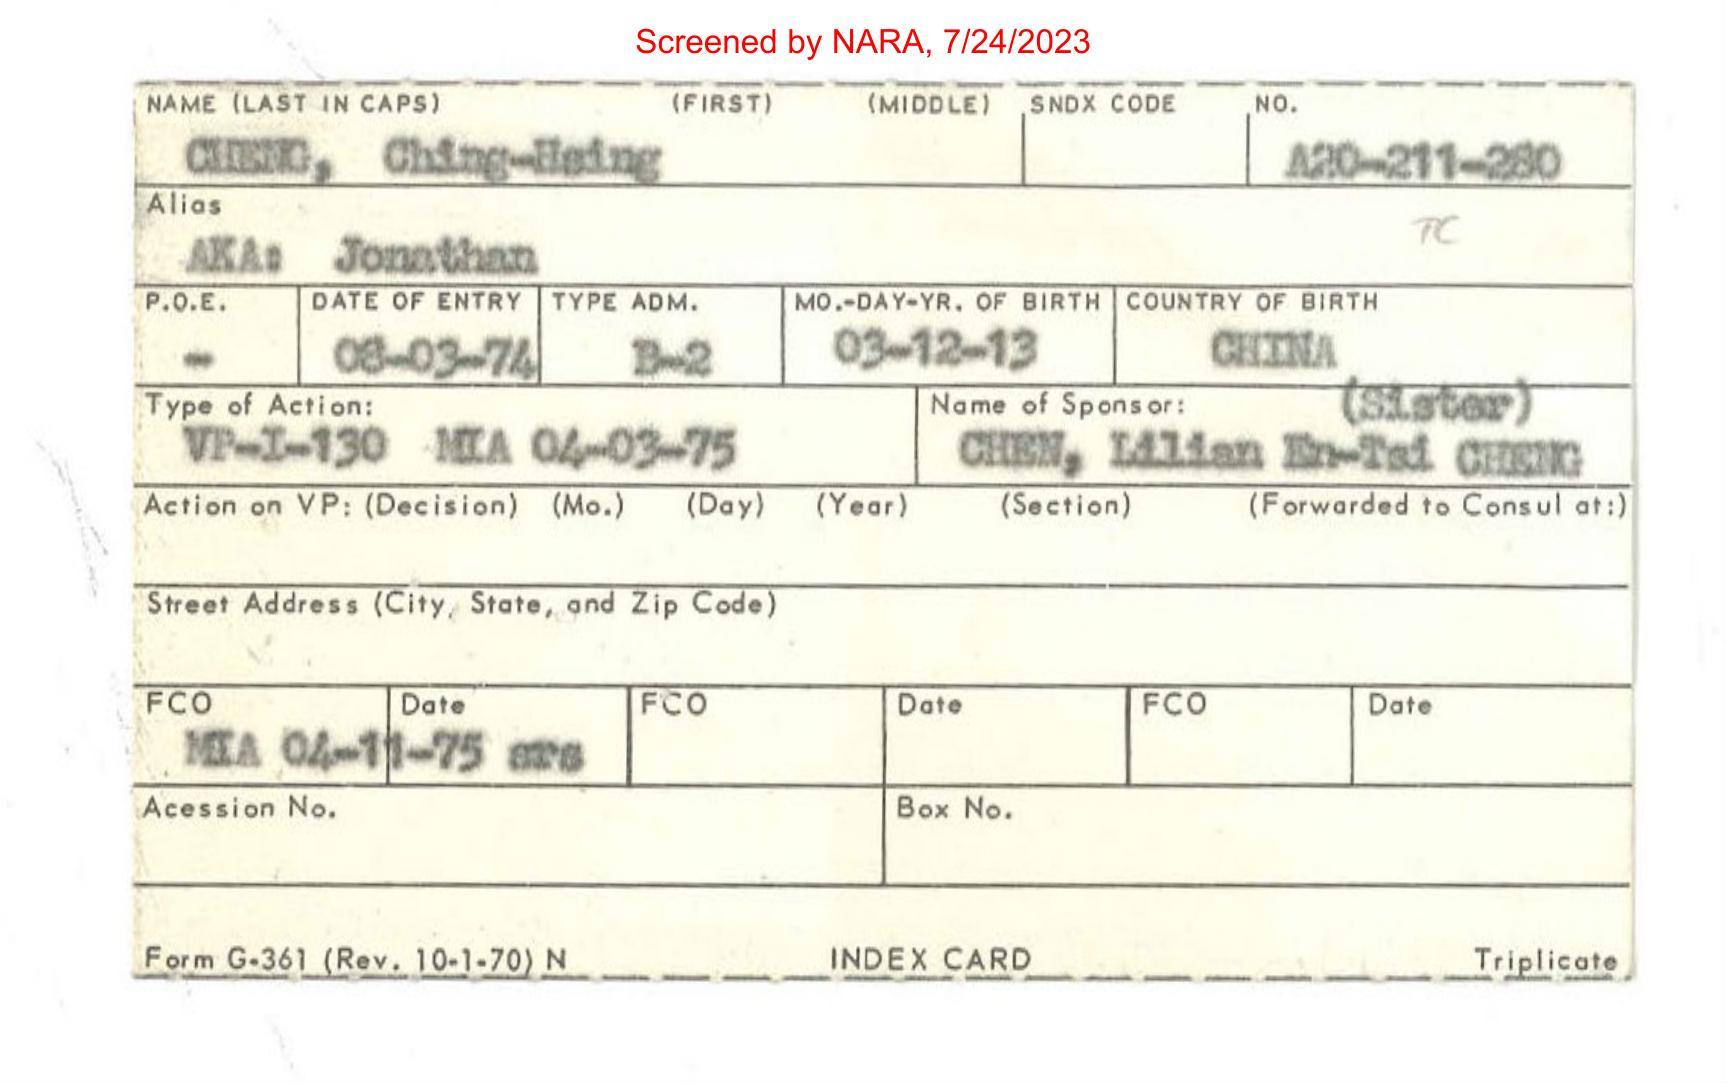 Screened by NARA, 7/24/2023
NAME (LAST IN CAPS) (FIRST) (MIDDLE) SNDX CODE NO.
CHENG, Ching-Hsing A20-211-280
Alias
TC
AKA: Jonathan
P.O.E. DATE OF ENTRY TYPE ADM. MO.-DAY-YR. OF BIRTH COUNTRY OF BIRTH
- 08-03-74 B-2 03-12-13 CHINA
Type of Action: Name of Sponsor: (Sister)
VP-I-130 MIA 04-03-75 CHEN, Lilian En-Tsi CHENG
Action on VP: (Decision) (Mo.) (Day) (Year) (Section) (Forwarded to Consul at:)
Street Address (City, State, and Zip Code)
FCO Date FCO Date FCO Date
MIA 04-11-75 srs
Acession No. Box No.
Form G-361 (Rev. 10-1-70) N INDEX CARD Triplicate